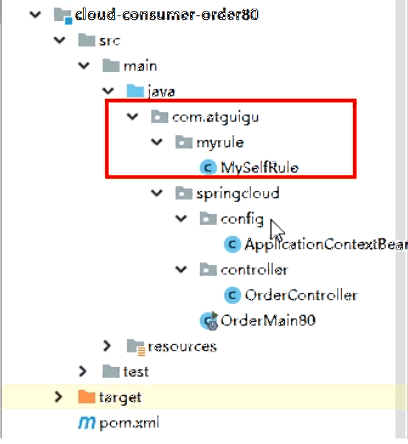 cloud-consumer-order80
src
main
java
com.atguigu
myrule
MySelfRule
springcloud
config
ApplicationContextBean
controller
OrderController
OrderMain80
resources
test
target
pom.xml